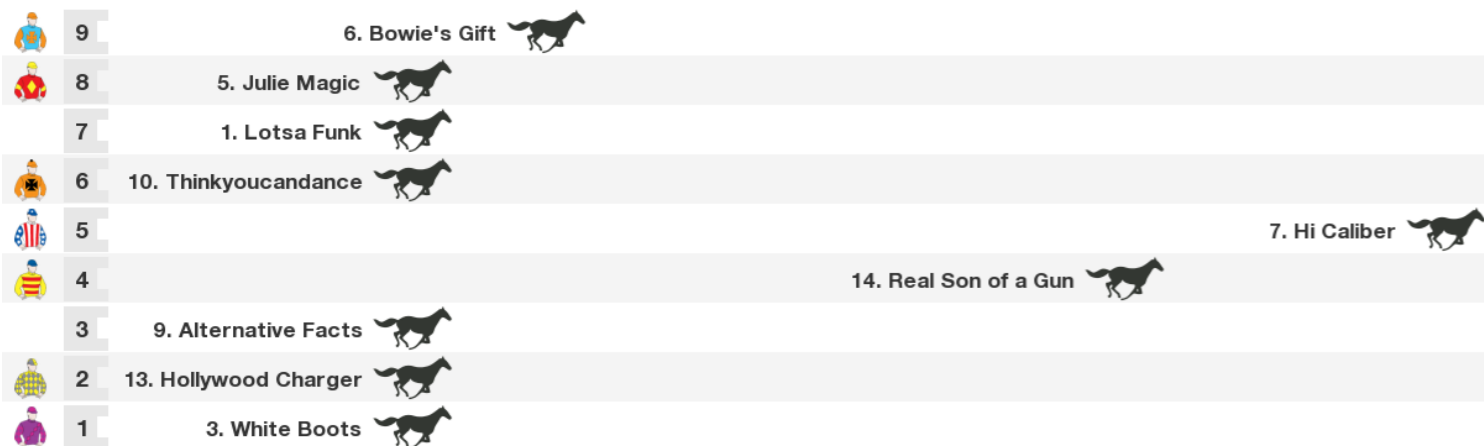 9 6. Bowie's Gift
8 5. Julie Magic
7 1. Lotsa Funk
6 10. Thinkyoucandance
5 7. Hi Caliber
4 14. Real Son of a Gun
3 9. Alternative Facts
2 13. Hollywood Charger
1 3. White Boots